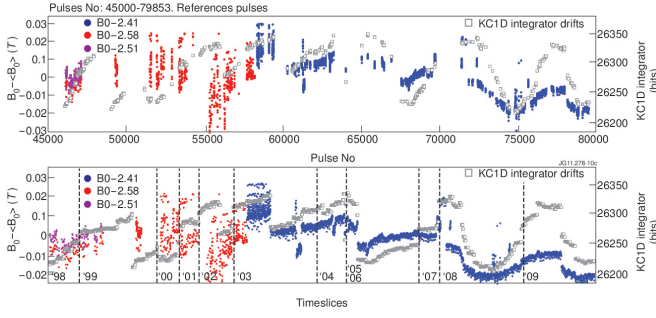 Pulses No: 45000-79853. References pulses
B0-2.41
B0-2.58
B0-2.51
KC1D integrator drifts
0.03
0.02
0.1
0
−0.01
−0.02
−0.03
B0−<B0> (T)
26350
26300
26250
26200
KC1D integrator
(bits)
45000
50000
55000
60000
65000
70000
75000
80000
Pulse No
JG11.278-10c
B0-2.41
B0-2.58
B0-2.51
KC1D integrator drifts
0.03
0.02
0.1
0
−0.01
−0.02
B0−<B0> (T)
26350
26300
26250
26200
KC1D integrator
(bits)
'98
'99
'00
'01
'02
'03
'04
'05
'06
'07
'08
'09
Timeslices